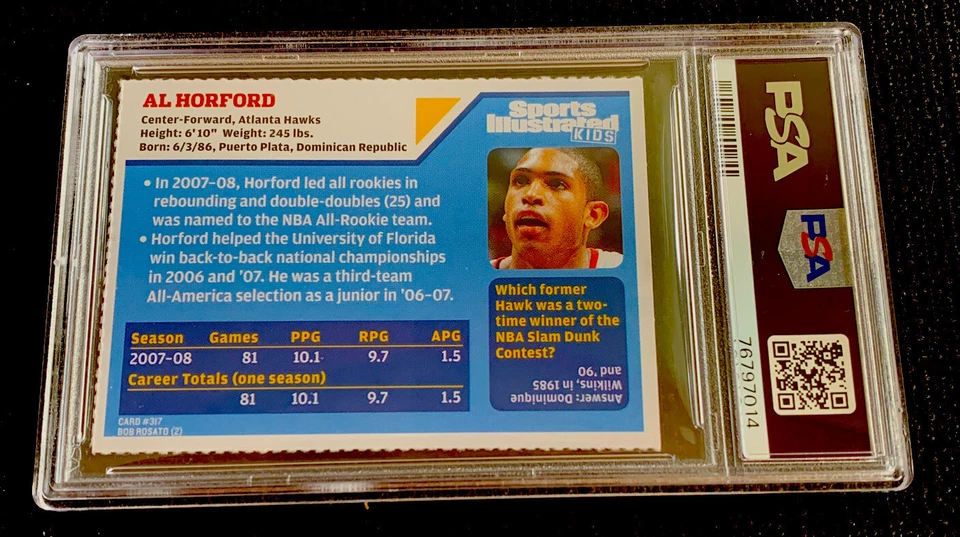 AL HORFORD
Center-Forward, Atlanta Hawks
Height: 6'10" Weight: 245 lbs.
Born: 6/3/86, Puerto Plata, Dominican Republic
• In 2007–08, Horford led all rookies in
rebounding and double-doubles (25) and
was named to the NBA All-Rookie team.
• Horford helped the University of Florida
win back-to-back national championships
in 2006 and '07. He was a third-team
All-America selection as a junior in '06–07.
Season Games PPG RPG APG
2007-08 81 10.1 9.7 1.5
Career Totals (one season)
81 10.1 9.7 1.5
CARD #317
BOB ROSATO (2)
Sports
Illustrated
KIDS
Which former
Hawk was a two-
time winner of the
NBA Slam Dunk
Contest?
Answer: Dominique
Wilkins, in 1985
and '90
PSA
PSA
76797014